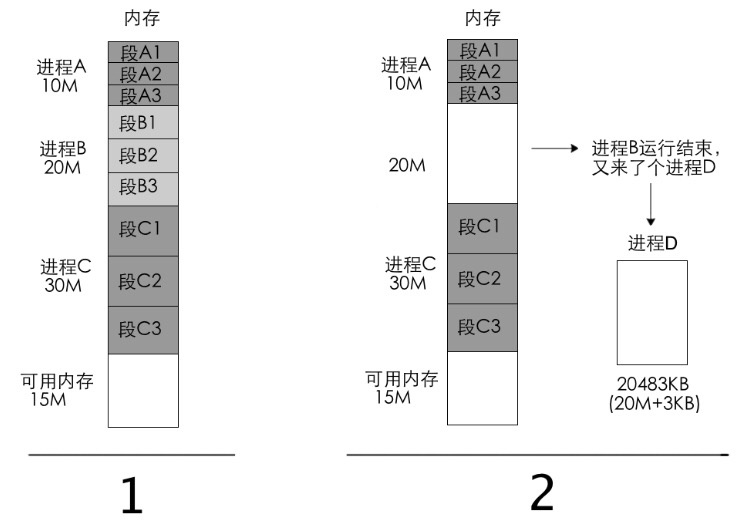 内存
段A1
段A2
段A3
进程A
10M
段B1
段B2
段B3
进程B
20M
段C1
段C2
段C3
进程C
30M
可用内存
15M
1
内存
段A1
段A2
段A3
进程A
10M
20M
进程B运行结束，
又来了个进程D
段C1
段C2
段C3
进程C
30M
进程D
20483KB
(20M+3KB)
可用内存
15M
2